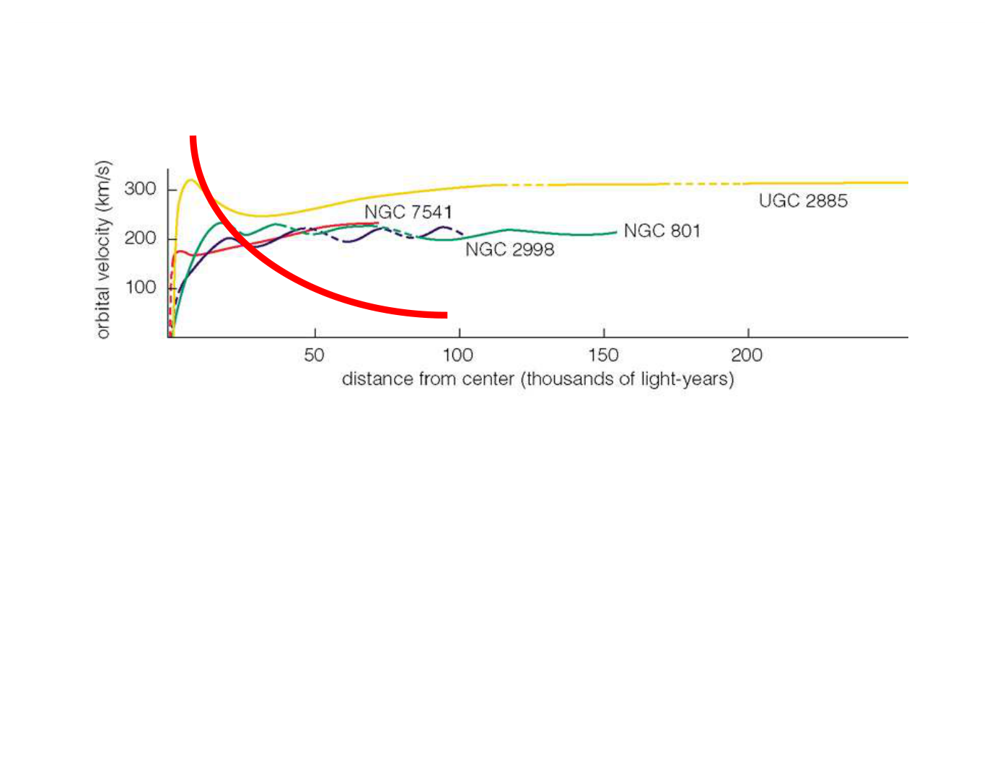 orbital velocity (km/s)
300
200
100
UGC 2885
NGC 7541
NGC 801
NGC 2998
50
100
150
200
distance from center (thousands of light-years)